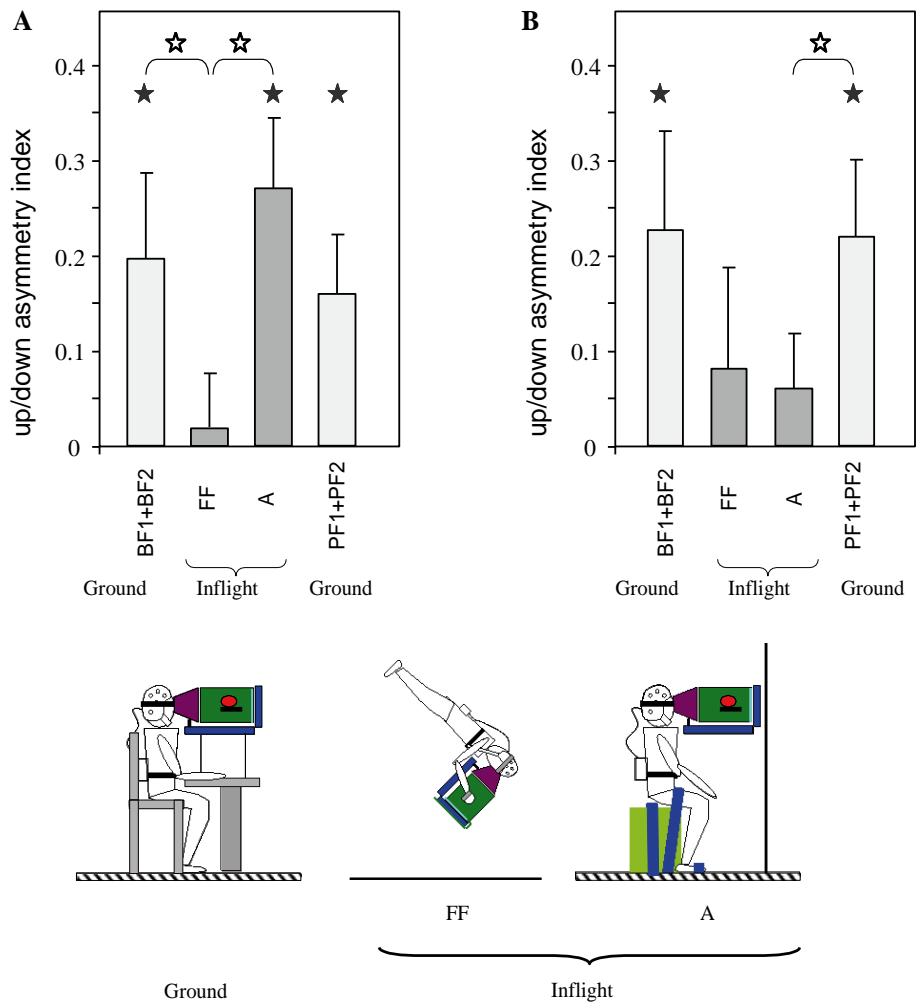 A
up/down asymmetry index
0.4
0.3
0.2
0.1
0
BF1+BF2
FF
A
PF1+PF2
Ground
Inflight
Ground
B
up/down asymmetry index
0.4
0.3
0.2
0.1
0
BF1+BF2
FF
A
PF1+PF2
Ground
Inflight
Ground
FF
A
Ground
Inflight